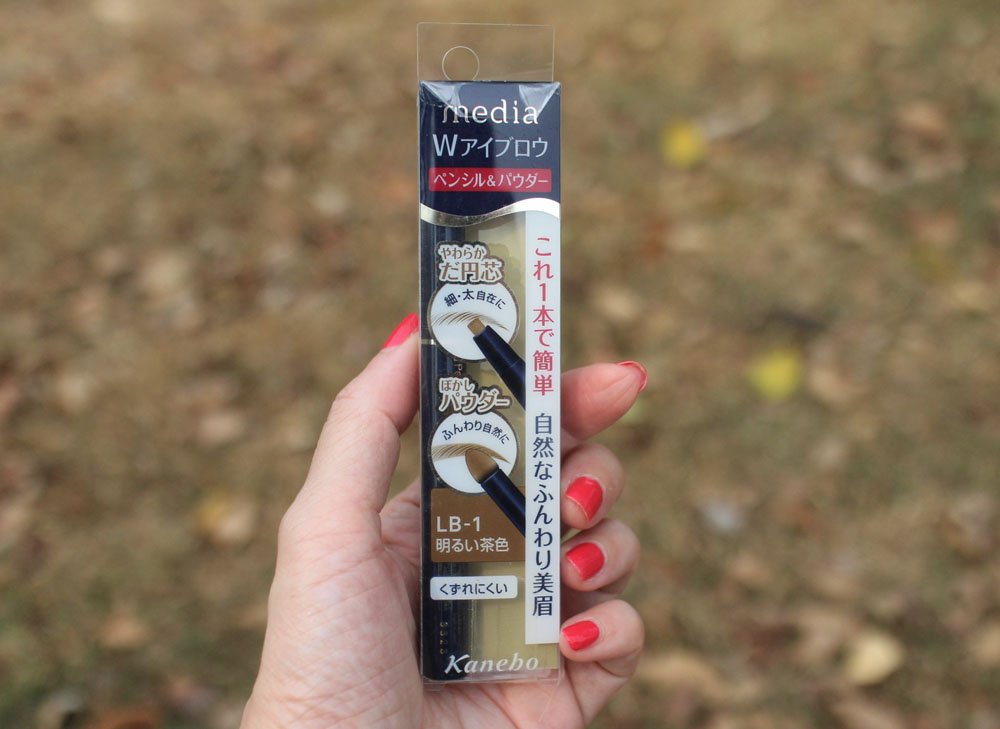 media
Wアイブロウ
ペンシル&パウダー
これ1本で簡単 自然なふんわり美眉
やわらか
だ円芯
細・太自在に
ぼかし
パウダー
ふんわり自然に
LB-1
明るい茶色
くずれにくい
Kanebo